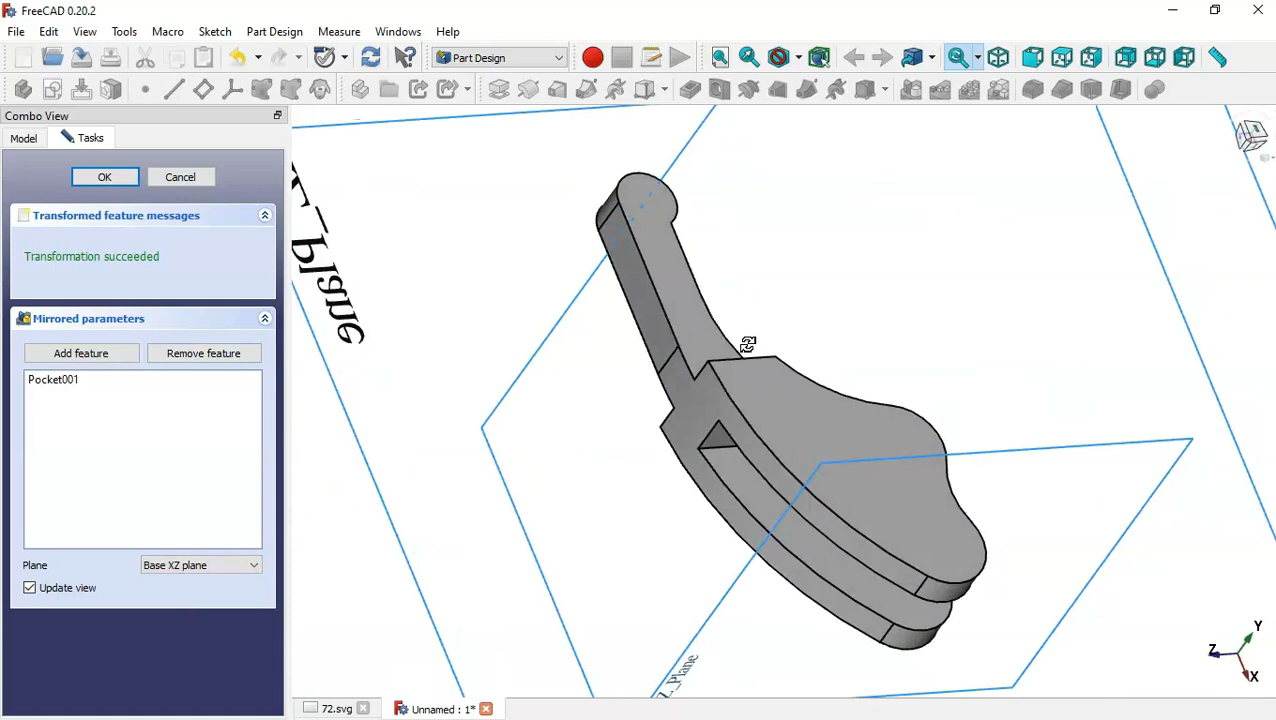 FreeCAD 0.20.2
File Edit View Tools Macro Sketch Part Design Measure Windows Help
Part Design
Combo View
Model Tasks
OK Cancel
Transformed feature messages
Transformation succeeded
Mirrored parameters
Add feature Remove feature
Pocket001
Plane Base XZ plane
Update view
Y
Z
X
72.svg Unnamed : 1*